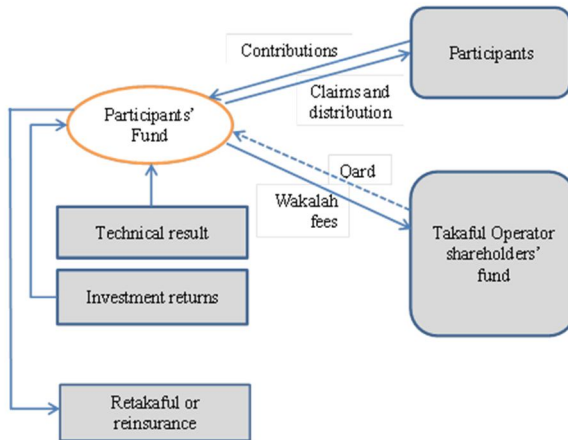 Contributions
Participants
Claims and
distribution
Participants'
Fund
Qard
Wakalah
fees
Takaful Operator
shareholders'
fund
Technical result
Investment returns
Retakaful or
reinsurance